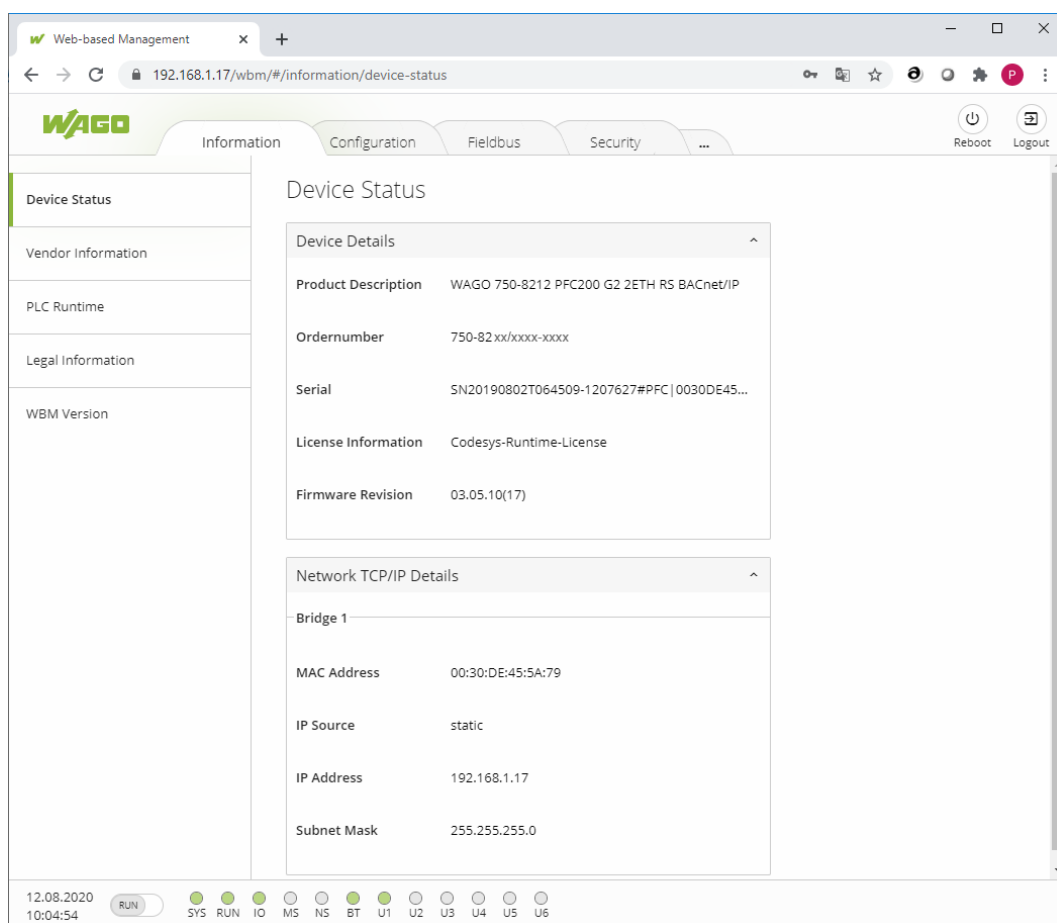 Web-based Management
192.168.1.17/wbm/#/information/device-status
P
WAGO
Information Configuration Fieldbus Security ...
Reboot Logout
Device Status
Vendor Information
PLC Runtime
Legal Information
WBM Version
Device Status
Device Details
Product Description WAGO 750-8212 PFC200 G2 2ETH RS BACnet/IP
Ordernumber 750-82xx/xxxx-xxxx
Serial SN20190802T064509-1207627#PFC|0030DE45...
License Information Codesys-Runtime-License
Firmware Revision 03.05.10(17)
Network TCP/IP Details
Bridge 1
MAC Address 00:30:DE:45:5A:79
IP Source static
IP Address 192.168.1.17
Subnet Mask 255.255.255.0
12.08.2020
10:04:54
RUN
SYS RUN IO MS NS BT U1 U2 U3 U4 U5 U6